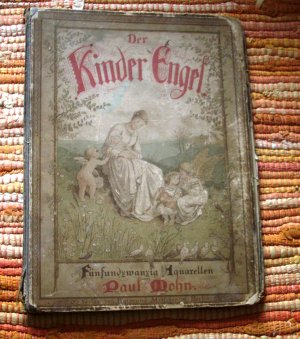 Der
Kinder Engel.
Fünfundzwanzig Aquarellen
Paul Mohn.